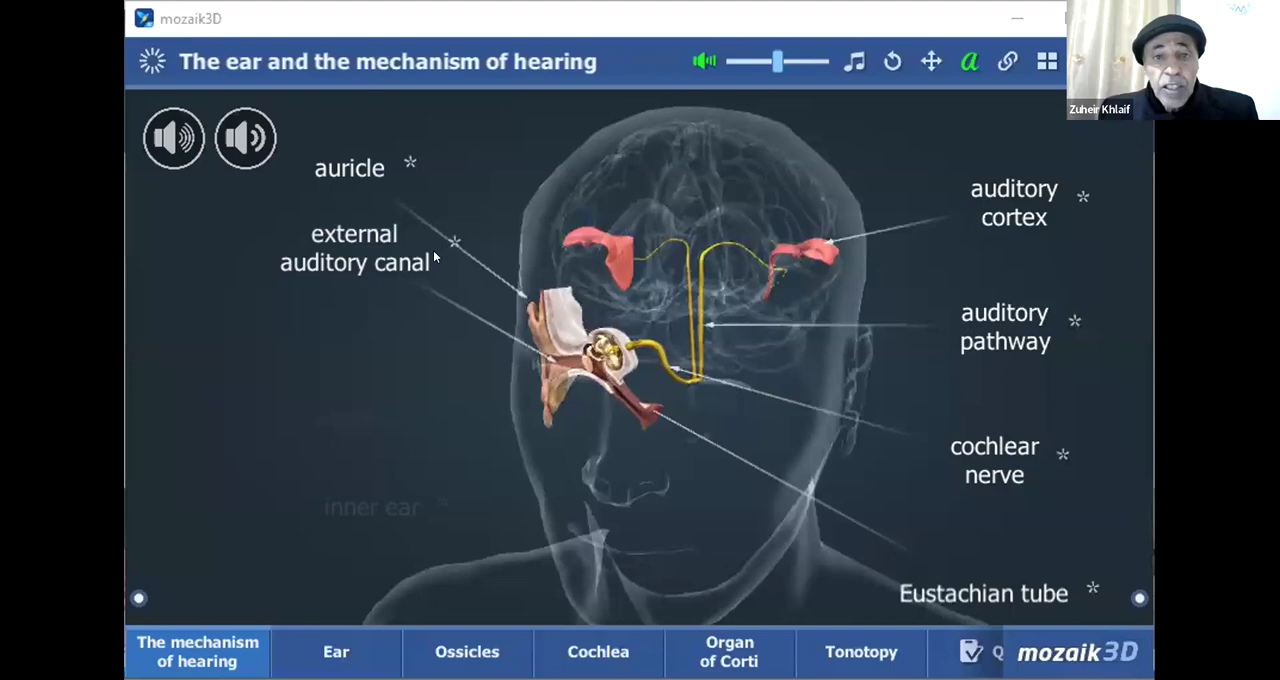 mozaik3D
The ear and the mechanism of hearing
a
Zuheir Khlaif
auricle *
external
auditory canal *
inner ear *
auditory
cortex *
auditory
pathway *
cochlear
nerve *
Eustachian tube *
The mechanism
of hearing
Ear
Ossicles
Cochlea
Organ
of Corti
Tonotopy
Q
mozaik3D